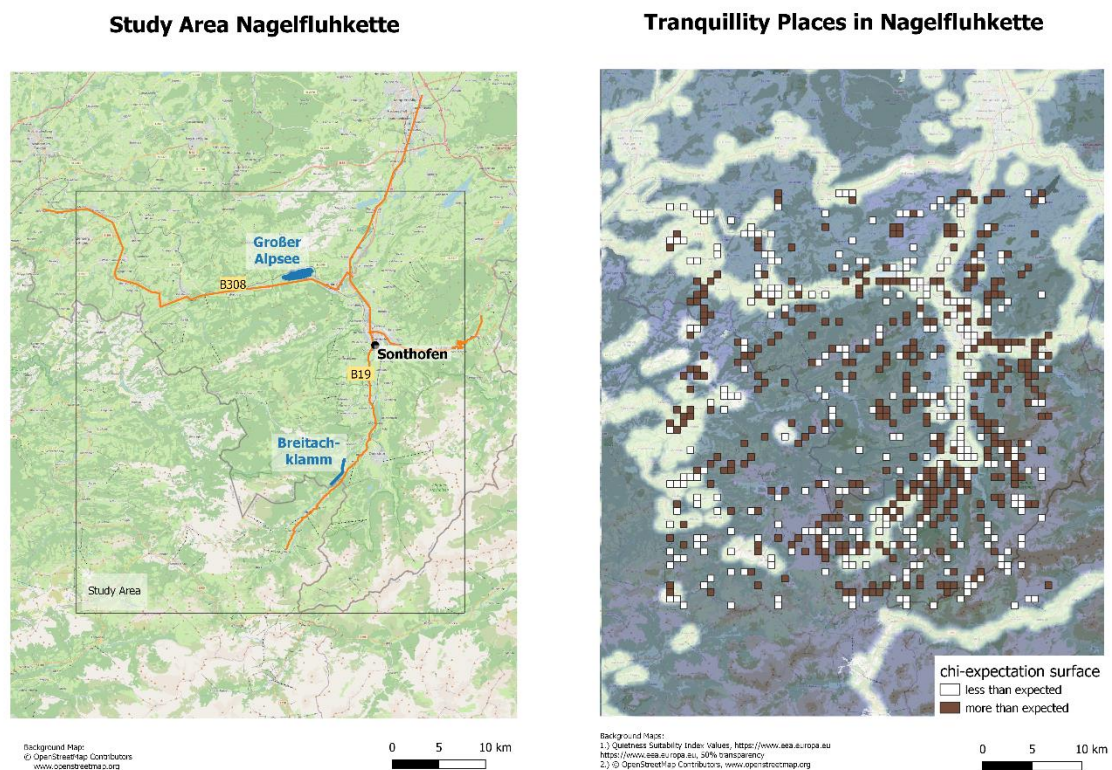 Study Area Nagelfluhkette
Tranquillity Places in Nagelfluhkette
Großer
Alpsee
B308
Sonthofen
B19
Breitach-
klamm
Study Area
chi-expectation surface
less than expected
more than expected
Background Map:
© OpenStreetMap Contributors
www.openstreetmap.org
0 5 10 km
Background Maps:
1.) Quietness Suitability Index Values, https://www.eea.europa.eu
https://www.eea.europa.eu, 50% transparency
2.) © OpenStreetMap Contributors, www.openstreetmap.org
0 5 10 km